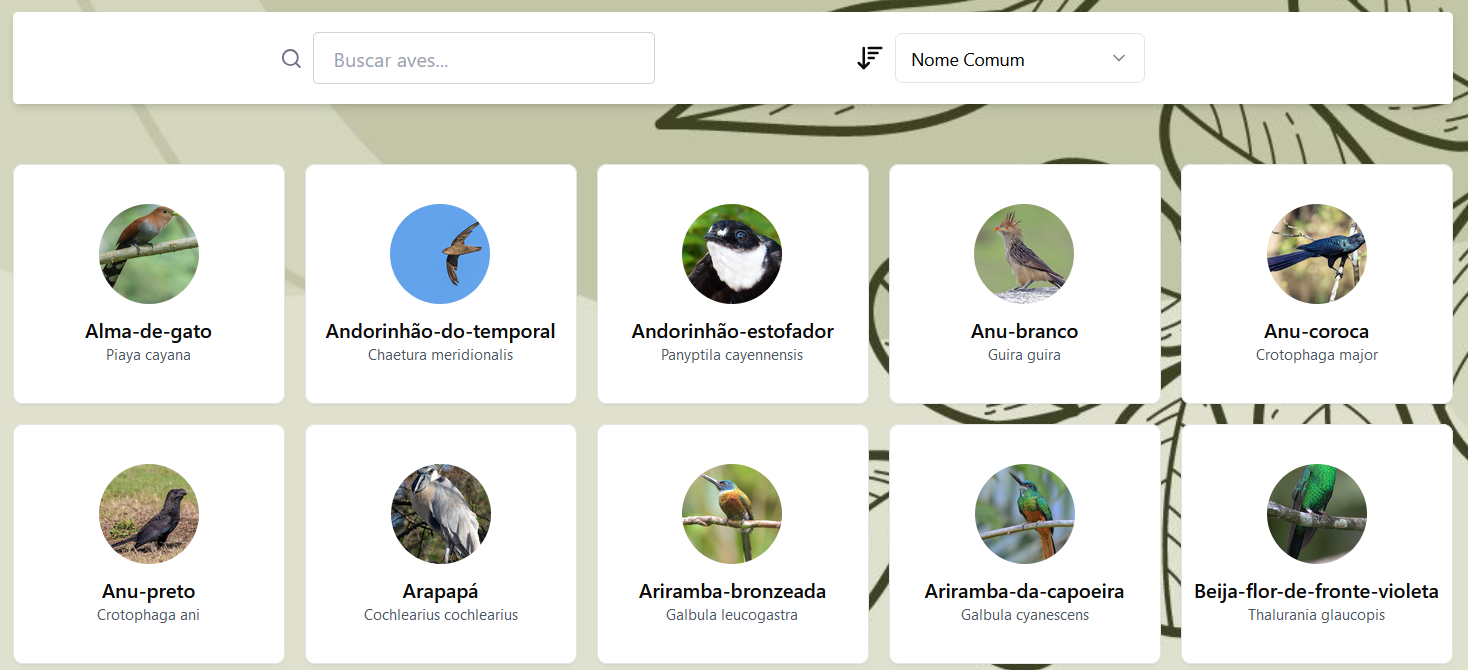 Buscar aves...
Nome Comum
Alma-de-gato
Piaya cayana
Andorinhão-do-temporal
Chaetura meridionalis
Andorinhão-estofador
Panyptila cayennensis
Anu-branco
Guira guira
Anu-coroca
Crotophaga major
Anu-preto
Crotophaga ani
Arapapá
Cochlearius cochlearius
Ariramba-bronzeada
Galbula leucogastra
Ariramba-da-capoeira
Galbula cyanescens
Beija-flor-de-fronte-violeta
Thalurania glaucopis